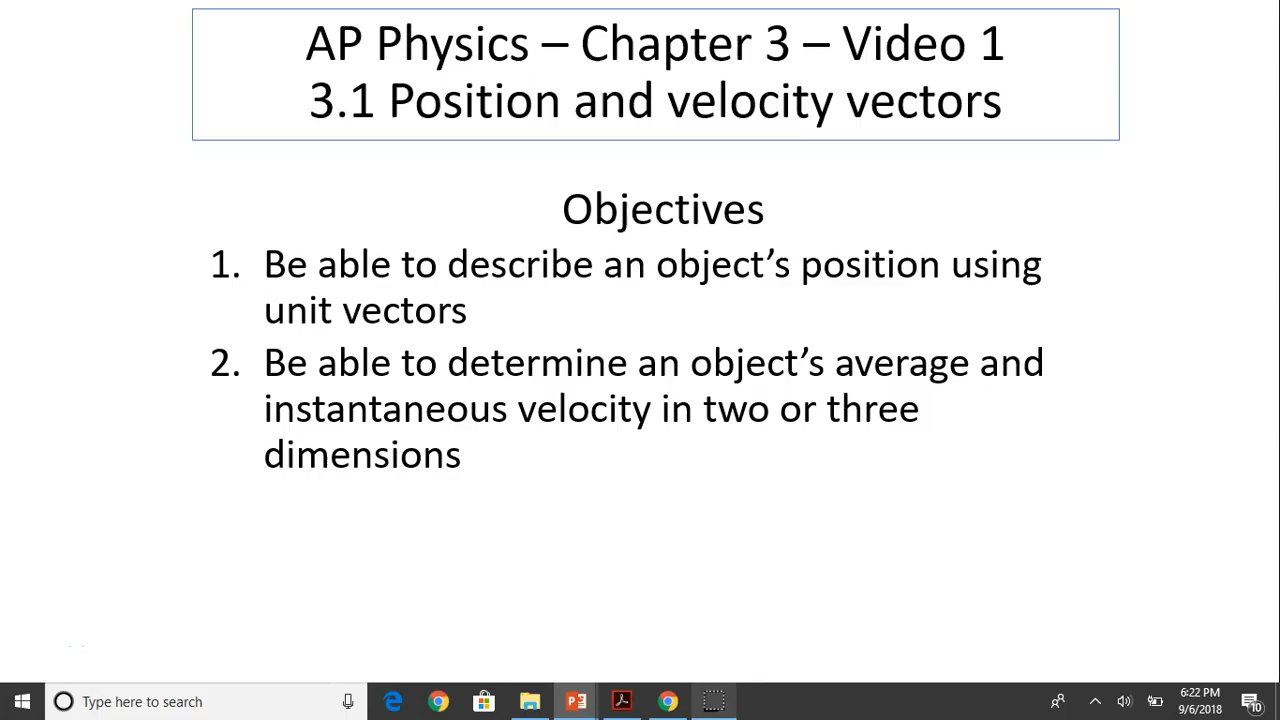 AP Physics – Chapter 3 – Video 1
3.1 Position and velocity vectors
Objectives
1. Be able to describe an object’s position using
unit vectors
2. Be able to determine an object’s average and
instantaneous velocity in two or three
dimensions
Type here to search
6:22 PM
9/6/2018
10